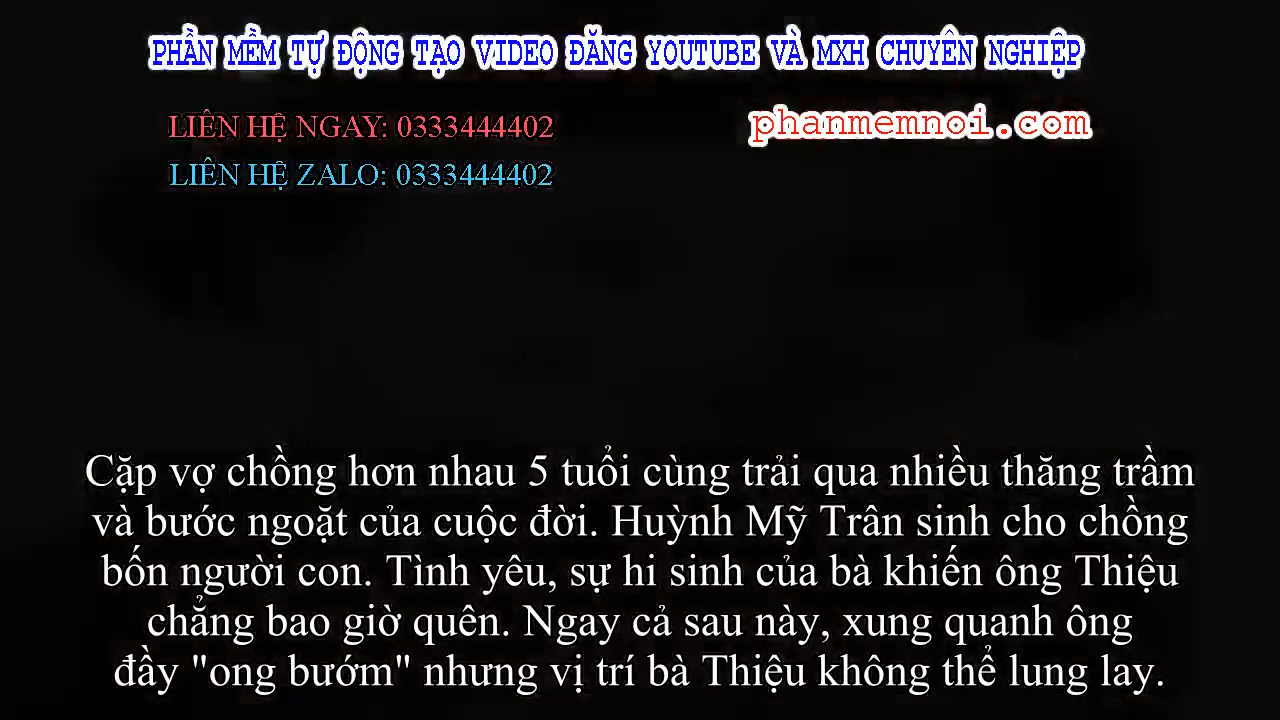 PHẦN MỀM TỰ ĐỘNG TẠO VIDEO ĐĂNG YOUTUBE VÀ MXH CHUYÊN NGHIỆP
LIÊN HỆ NGAY: 0333444402
phanmemnoi.com
LIÊN HỆ ZALO: 0333444402
Cặp vợ chồng hơn nhau 5 tuổi cùng trải qua nhiều thăng trầm
và bước ngoặt của cuộc đời. Huỳnh Mỹ Trân sinh cho chồng
bốn người con. Tình yêu, sự hi sinh của bà khiến ông Thiệu
chẳng bao giờ quên. Ngay cả sau này, xung quanh ông
đầy "ong bướm" nhưng vị trí bà Thiệu không thể lung lay.